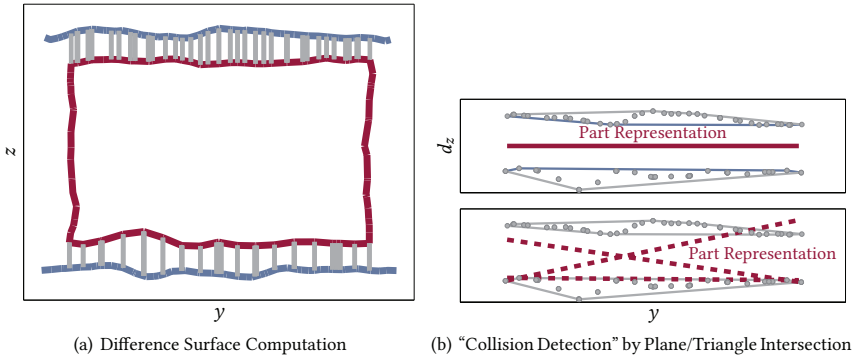 z
y
(a) Difference Surface Computation
d_z
Part Representation
Part Representation
y
(b) “Collision Detection” by Plane/Triangle Intersection